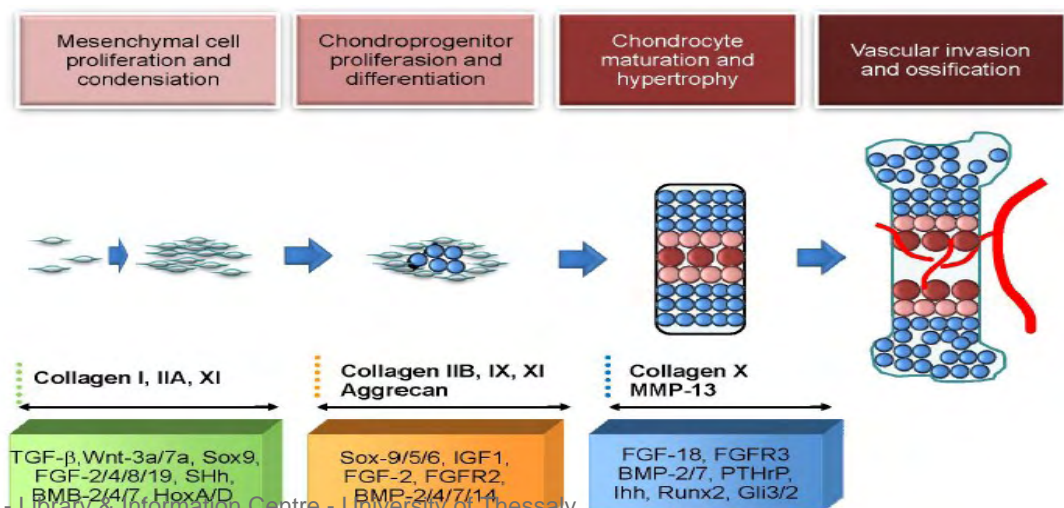 Mesenchymal cell
proliferation and
condensiation
Chondroprogenitor
proliferasion and
differentiation
Chondrocyte
maturation and
hypertrophy
Vascular invasion
and ossification
Collagen I, IIA, XI
Collagen IIB, IX, XI
Aggrecan
Collagen X
MMP-13
TGF-β,Wnt-3a/7a, Sox9,
FGF-2/4/8/19, SHh,
BMB-2/4/7, HoxA/D
Sox-9/5/6, IGF1,
FGF-2, FGFR2,
BMP-2/4/7/14
FGF-18, FGFR3
BMP-2/7, PTHrP,
Ihh, Runx2, Gli3/2
- Library & Information Centre - University of Thessaly